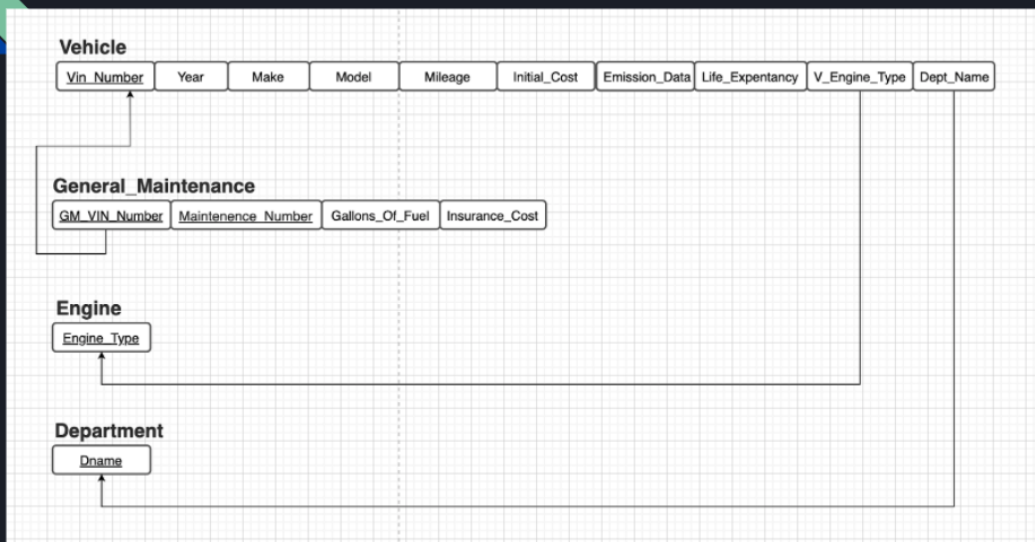 Vehicle
Vin_Number Year Make Model Mileage Initial_Cost Emission_Data Life_Expentancy V_Engine_Type Dept_Name
General_Maintenance
GM_VIN_Number Maintenence_Number Gallons_Of_Fuel Insurance_Cost
Engine
Engine_Type
Department
Dname